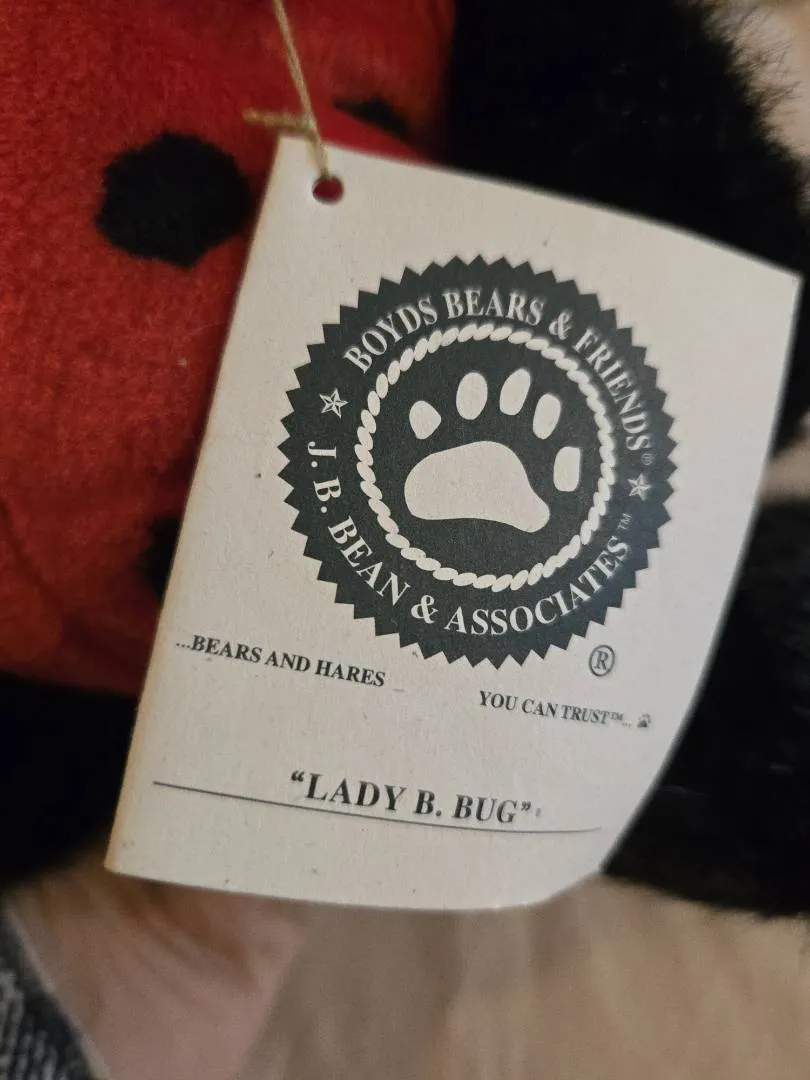 BOYDS BEARS & FRIENDS®
J. B. BEAN & ASSOCIATES™
®
...BEARS AND HARES
YOU CAN TRUST™...
“LADY B. BUG”